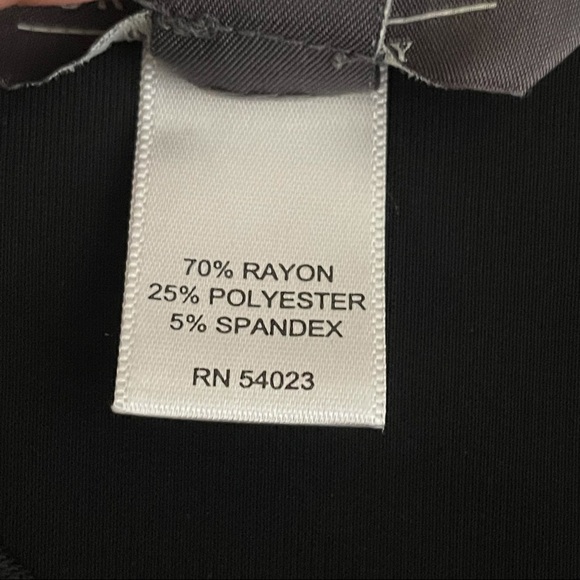 70% RAYON
25% POLYESTER
5% SPANDEX
RN 54023